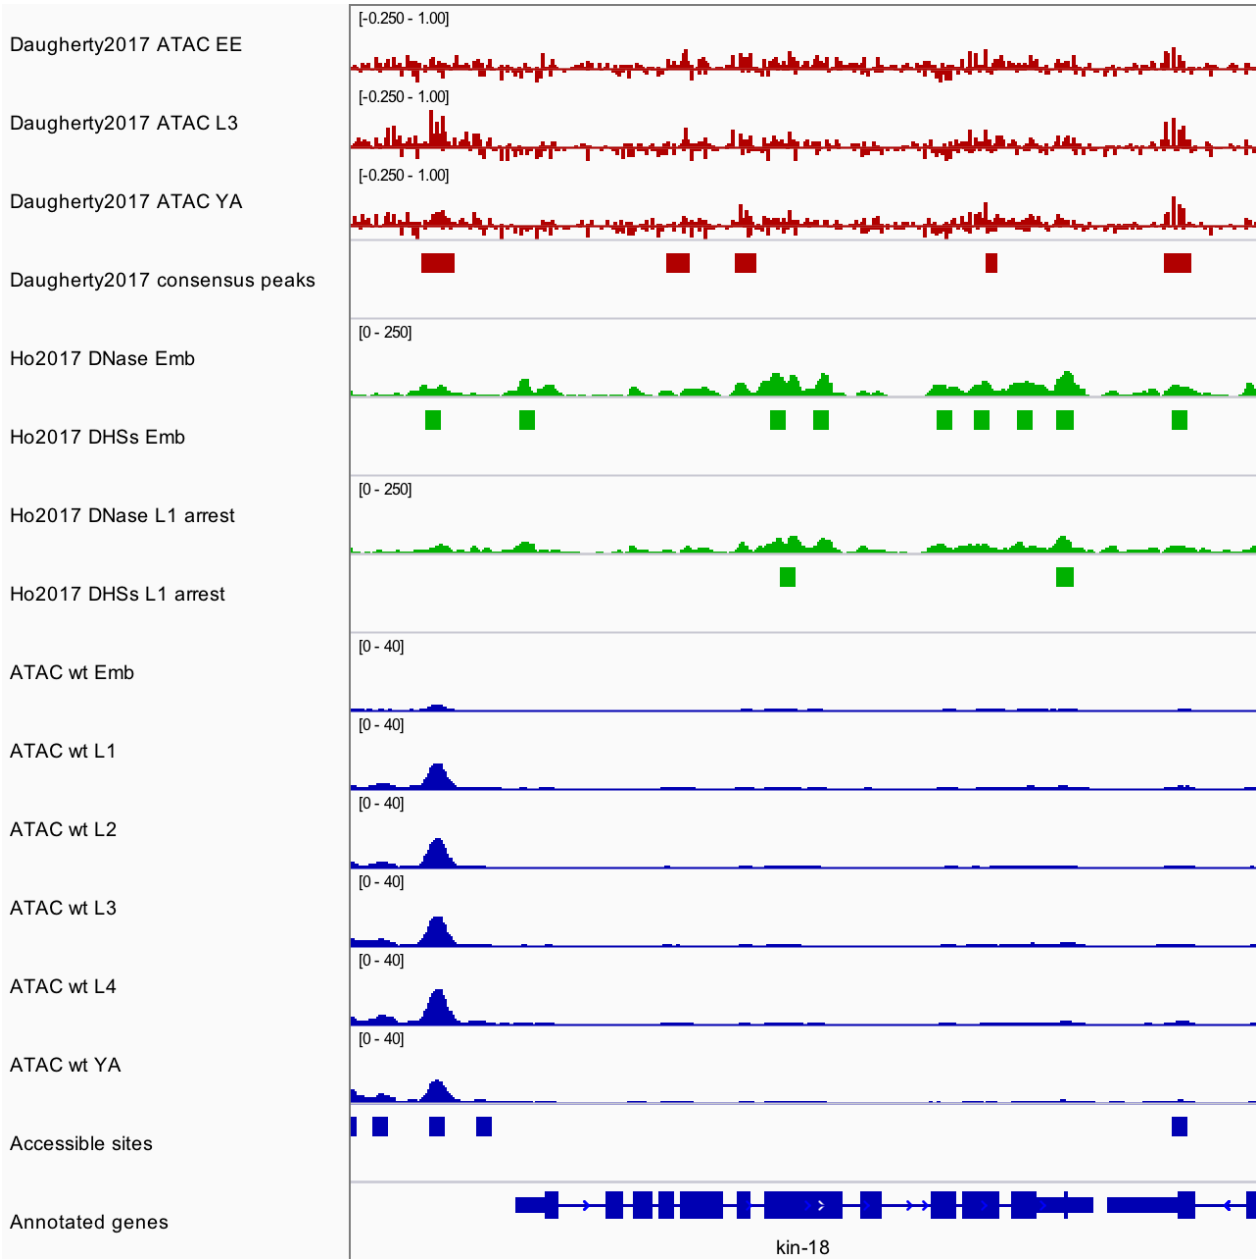 [-0.250 - 1.00]
Daugherty2017 ATAC EE
[-0.250 - 1.00]
Daugherty2017 ATAC L3
[-0.250 - 1.00]
Daugherty2017 ATAC YA
Daugherty2017 consensus peaks
[0 - 250]
Ho2017 DNase Emb
Ho2017 DHSs Emb
[0 - 250]
Ho2017 DNase L1 arrest
Ho2017 DHSs L1 arrest
[0 - 40]
ATAC wt Emb
[0 - 40]
ATAC wt L1
[0 - 40]
ATAC wt L2
[0 - 40]
ATAC wt L3
[0 - 40]
ATAC wt L4
[0 - 40]
ATAC wt YA
Accessible sites
Annotated genes
kin-18